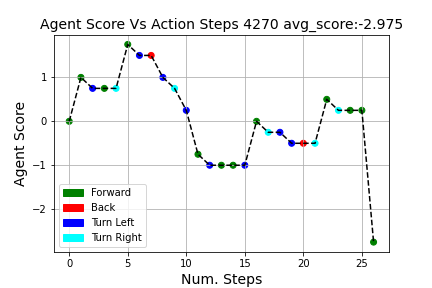 Agent Score Vs Action Steps 4270 avg_score:-2.975
Agent Score
1
0
−1
−2
Forward
Back
Turn Left
Turn Right
0 5 10 15 20 25
Num. Steps